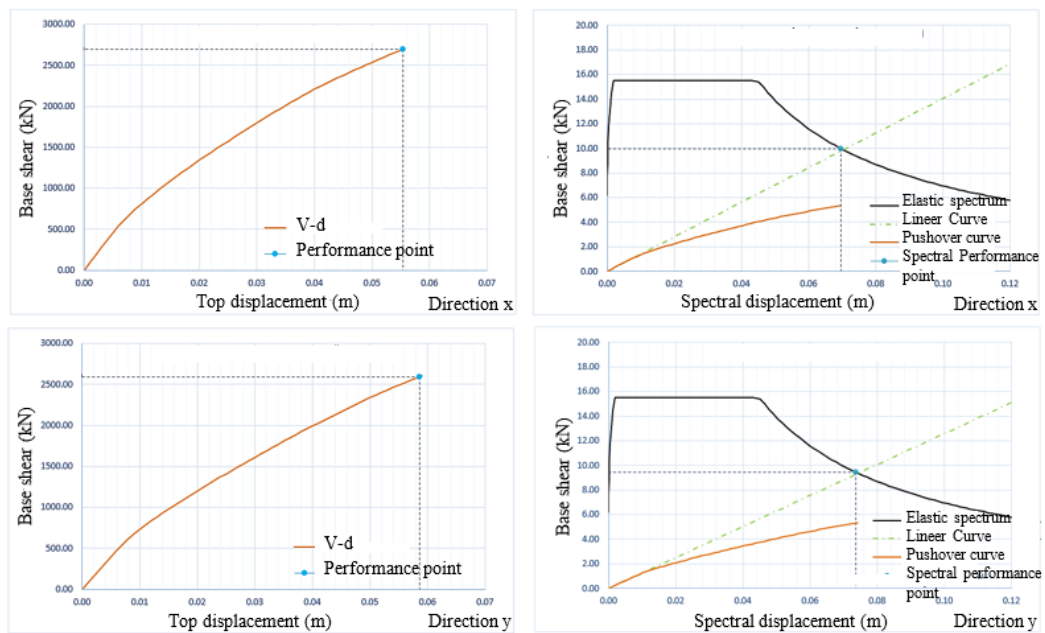 3000.00
2500.00
2000.00
1500.00
1000.00
500.00
0.00
Base shear (kN)
V-d
Performance point
0.00 0.01 0.02 0.03 0.04 0.05 0.06 0.07
Top displacement (m) Direction x
20.00
18.00
16.00
14.00
12.00
10.00
8.00
6.00
4.00
2.00
0.00
Base shear (kN)
Elastic spectrum
Lineer Curve
Pushover curve
Spectral Performance
point
0.00 0.02 0.04 0.06 0.08 0.10 0.12
Spectral displacement (m) Direction x
3000.00
2500.00
2000.00
1500.00
1000.00
500.00
0.00
Base shear (kN)
V-d
Performance point
0.00 0.01 0.02 0.03 0.04 0.05 0.06 0.07
Top displacement (m) Direction y
20.00
18.00
16.00
14.00
12.00
10.00
8.00
6.00
4.00
2.00
0.00
Base shear (kN)
Elastic spectrum
Lineer Curve
Pushover curve
Spectral performance
point
0.00 0.02 0.04 0.06 0.08 0.10 0.12
Spectral displacement (m) Direction y